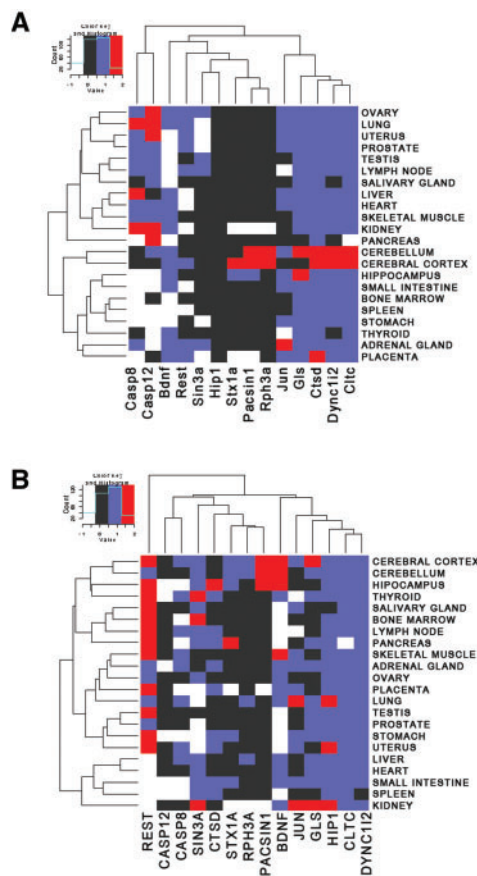 A
Color Key
and Histogram
Count
Value
OVARY
LUNG
UTERUS
PROSTATE
TESTIS
LYMPH NODE
SALIVARY GLAND
LIVER
HEART
SKELETAL MUSCLE
KIDNEY
PANCREAS
CEREBELLUM
CEREBRAL CORTEX
HIPPOCAMPUS
SMALL INTESTINE
BONE MARROW
SPLEEN
STOMACH
THYROID
ADRENAL GLAND
PLACENTA
Casp8 Casp12 Bdnf Rest Sin3a Hip1 Stx1a Pacsin1 Rph3a Jun Gls Ctsd Dync1i2 Cltc
B
Color Key
and Histogram
Count
Value
CEREBRAL CORTEX
CEREBELLUM
HIPOCAMPUS
THYROID
SALIVARY GLAND
BONE MARROW
LYMPH NODE
PANCREAS
SKELETAL MUSCLE
ADRENAL GLAND
OVARY
PLACENTA
LUNG
TESTIS
PROSTATE
STOMACH
UTERUS
LIVER
HEART
SMALL INTESTINE
SPLEEN
KIDNEY
REST CASP12 CASP8 SIN3A CTSD STX1A RPH3A PACSIN1 BDNF JUN GLS HIP1 CLTC DYNC1I2